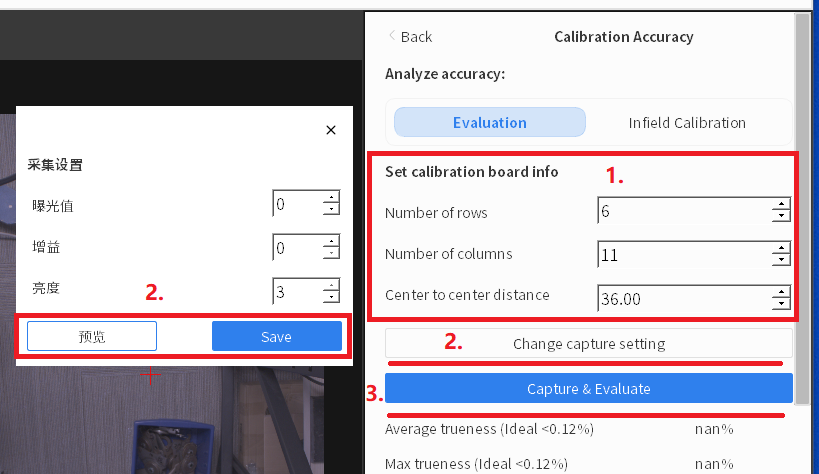 Back
Calibration Accuracy
Analyze accuracy:
Evaluation
Infield Calibration
Set calibration board info
1.
Number of rows
6
Number of columns
11
Center to center distance
36.00
2.
Change capture setting
3.
Capture & Evaluate
Average trueness (Ideal <0.12%)
nan%
Max trueness (Ideal <0.12%)
nan%
×
采集设置
曝光值
0
增益
0
亮度
3
2.
预览
Save